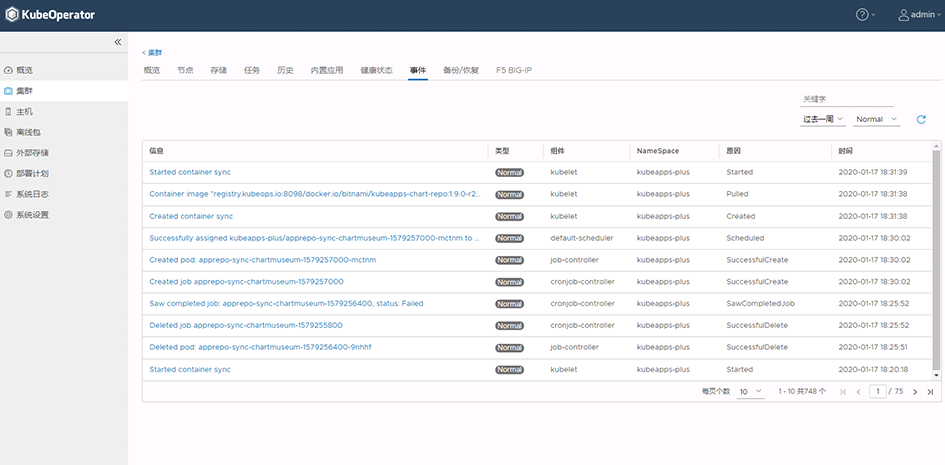 KubeOperator
admin
概览
集群
主机
离线包
外部存储
部署计划
系统日志
系统设置
< 集群
概览 节点 存储 任务 历史 内置应用 健康状态 事件 备份/恢复 F5 BIG-IP
关键字
过去一周 Normal
信息 类型 组件 NameSpace 原因 时间
Started container sync Normal kubelet kubeapps-plus Started 2020-01-17 18:31:39
Container image "registry.kubeops.io:8098/docker.io/bitnami/kubeapps-chart-repo:1.9.0-r2... Normal kubelet kubeapps-plus Pulled 2020-01-17 18:31:38
Created container sync Normal kubelet kubeapps-plus Created 2020-01-17 18:31:38
Successfully assigned kubeapps-plus/apprepo-sync-chartmuseum-1579257000-mctnm to ... Normal default-scheduler kubeapps-plus Scheduled 2020-01-17 18:30:02
Created pod: apprepo-sync-chartmuseum-1579257000-mctnm Normal job-controller kubeapps-plus SuccessfulCreate 2020-01-17 18:30:02
Created job apprepo-sync-chartmuseum-1579257000 Normal cronjob-controller kubeapps-plus SuccessfulCreate 2020-01-17 18:30:02
Saw completed job: apprepo-sync-chartmuseum-1579256400, status: Failed Normal cronjob-controller kubeapps-plus SawCompletedJob 2020-01-17 18:25:52
Deleted job apprepo-sync-chartmuseum-1579255800 Normal cronjob-controller kubeapps-plus SuccessfulDelete 2020-01-17 18:25:52
Deleted pod: apprepo-sync-chartmuseum-1579256400-9nhhf Normal job-controller kubeapps-plus SuccessfulDelete 2020-01-17 18:25:51
Started container sync Normal kubelet kubeapps-plus Started 2020-01-17 18:20:18
每页个数 10 1 - 10 共748 个 1 / 75